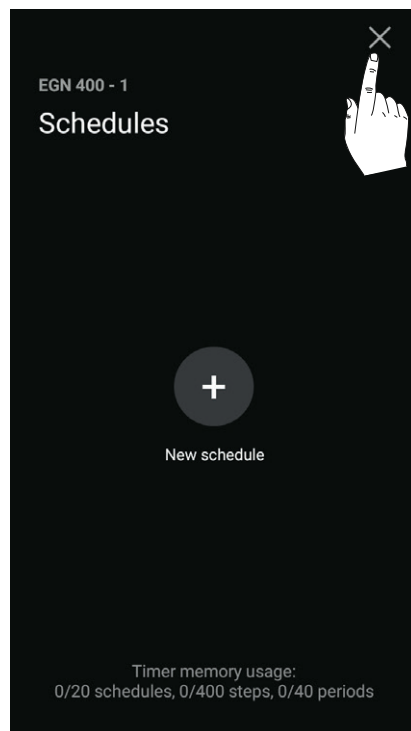 EGN 400 - 1
Schedules
New schedule
Timer memory usage:
0/20 schedules, 0/400 steps, 0/40 periods